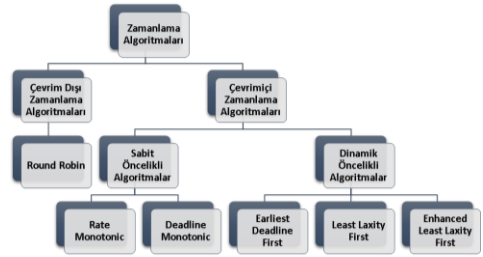 Zamanlama
Algoritmaları
Çevrim Dışı
Zamanlama
Algoritmaları
Çevrimiçi
Zamanlama
Algoritmaları
Round Robin
Sabit
Öncelikli
Algoritmalar
Dinamik
Öncelikli
Algoritmalar
Rate
Monotonic
Deadline
Monotonic
Earliest
Deadline
First
Least Laxity
First
Enhanced
Least Laxity
First